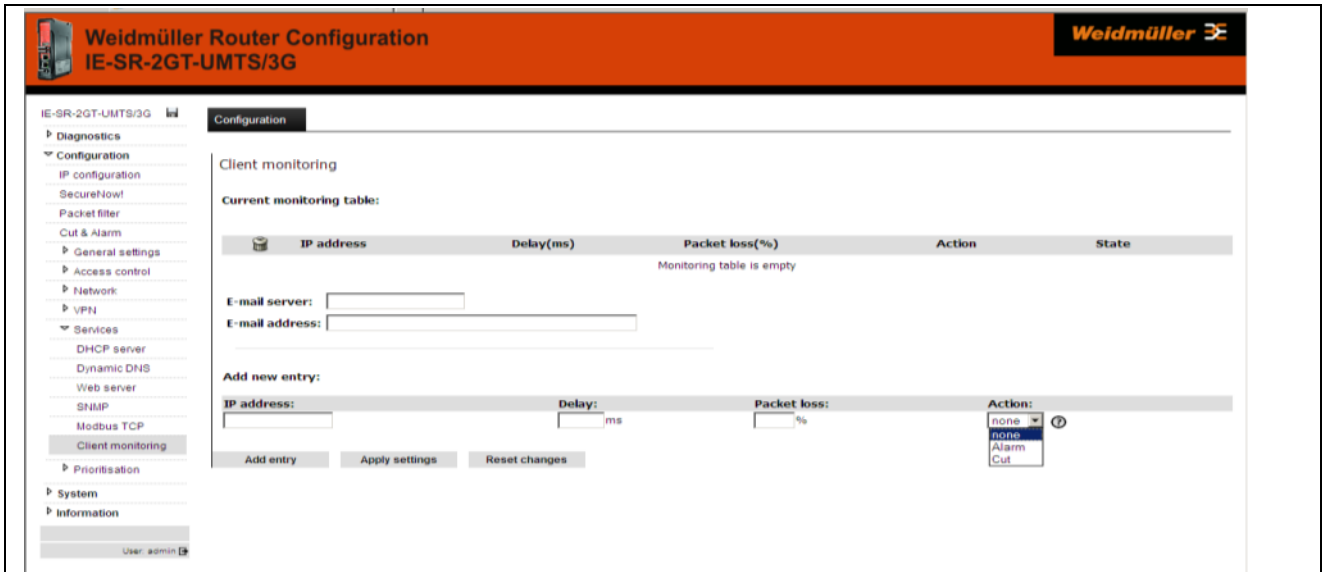 Weidmüller Router Configuration
IE-SR-2GT-UMTS/3G
Weidmüller
IE-SR-2GT-UMTS/3G
Diagnostics
Configuration
IP configuration
SecureNow!
Packet filter
Cut & Alarm
General settings
Access control
Network
VPN
Services
DHCP server
Dynamic DNS
Web server
SNMP
Modbus TCP
Client monitoring
Prioritisation
System
Information
User: admin
Configuration
Client monitoring
Current monitoring table:
IP address Delay(ms) Packet loss(%) Action State
Monitoring table is empty
E-mail server:
E-mail address:
Add new entry:
IP address: Delay: Packet loss: Action:
ms % none
none
Alarm
Cut
Add entry Apply settings Reset changes